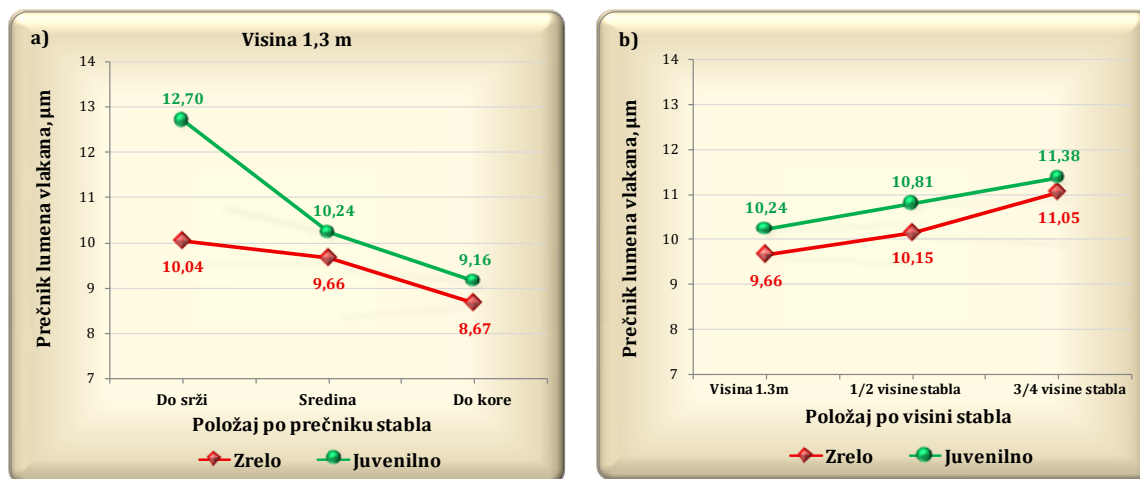 a)
Visina 1,3 m
Prečnik lumena vlakana, µm
14
13
12
11
10
9
8
7
12,70
10,24
9,16
10,04
9,66
8,67
Do srži Sredina Do kore
Položaj po prečniku stabla
Zrelo Juvenilno
b)
Prečnik lumena vlakana, µm
14
13
12
11
10
9
8
7
10,24
10,81
11,38
9,66
10,15
11,05
Visina 1.3m 1/2 visine stabla 3/4 visine stabla
Položaj po visini stabla
Zrelo Juvenilno